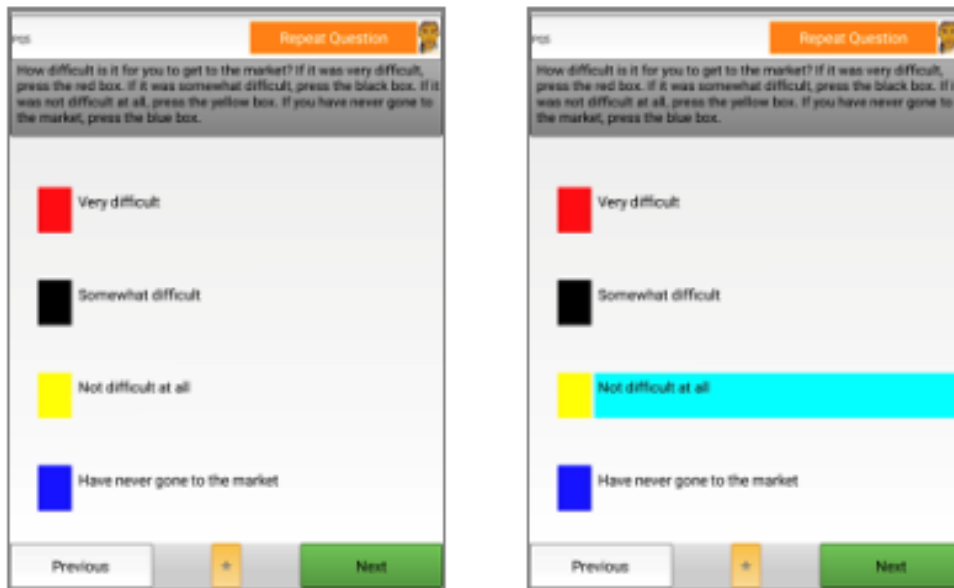 PSS
Repeat Question
How difficult is it for you to get to the market? If it was very difficult,
press the red box. If it was somewhat difficult, press the black box. If it
was not difficult at all, press the yellow box. If you have never gone to
the market, press the blue box.
Very difficult
Somewhat difficult
Not difficult at all
Have never gone to the market
Previous
Next
PSS
Repeat Question
How difficult is it for you to get to the market? If it was very difficult,
press the red box. If it was somewhat difficult, press the black box. If it
was not difficult at all, press the yellow box. If you have never gone to
the market, press the blue box.
Very difficult
Somewhat difficult
Not difficult at all
Have never gone to the market
Previous
Next